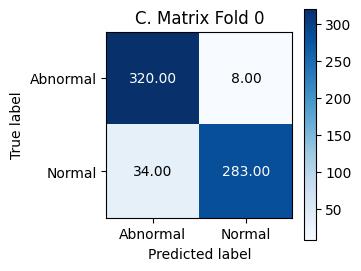 C. Matrix Fold 0
True label
Abnormal
320.00 8.00
Normal
34.00 283.00
Abnormal Normal
Predicted label
300
250
200
150
100
50